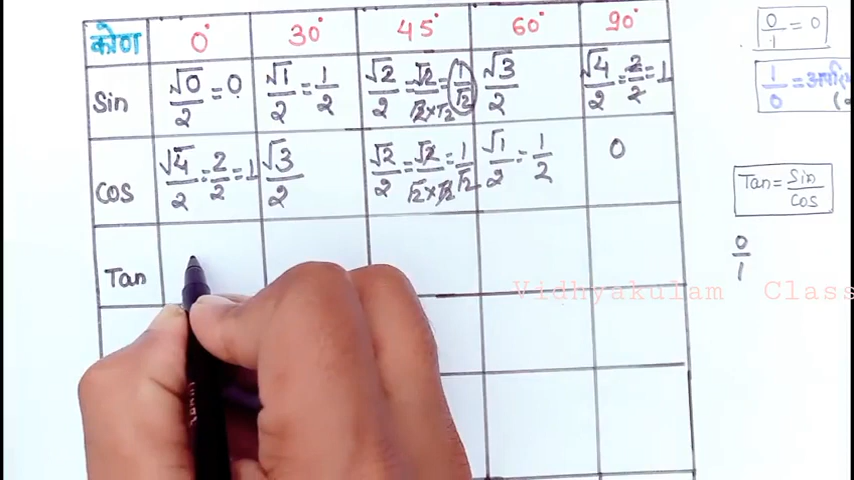 कोण 0° 30° 45° 60° 90°
Sin √0/2 = 0 √1/2 = 1/2 √2/2 = √2/√2×√2 = 1/√2 √3/2 √4/2 = 2/2 = 1
Cos √4/2 = 2/2 = 1 √3/2 √2/2 = √2/√2×√2 = 1/√2 √1/2 = 1/2 0
Tan
0/1 = 0
1/0 =
Tan = Sin/Cos
0/1
Vidhyakulam Class